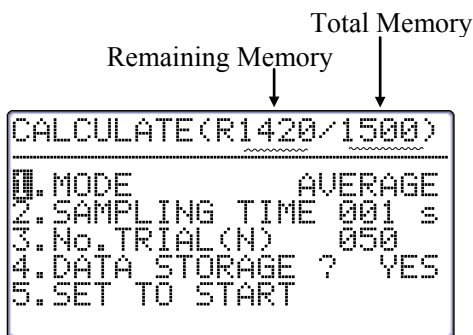 Total Memory
Remaining Memory
CALCULATE(R1420/1500)
1.MODE AVERAGE
2.SAMPLING TIME 001 s
3.No.TRIAL(N) 050
4.DATA STORAGE ? YES
5.SET TO START